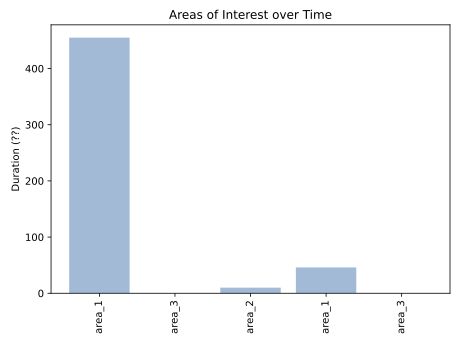 Areas of Interest over Time
Duration (??)
400
300
200
100
0
area_1
area_3
area_2
area_1
area_3